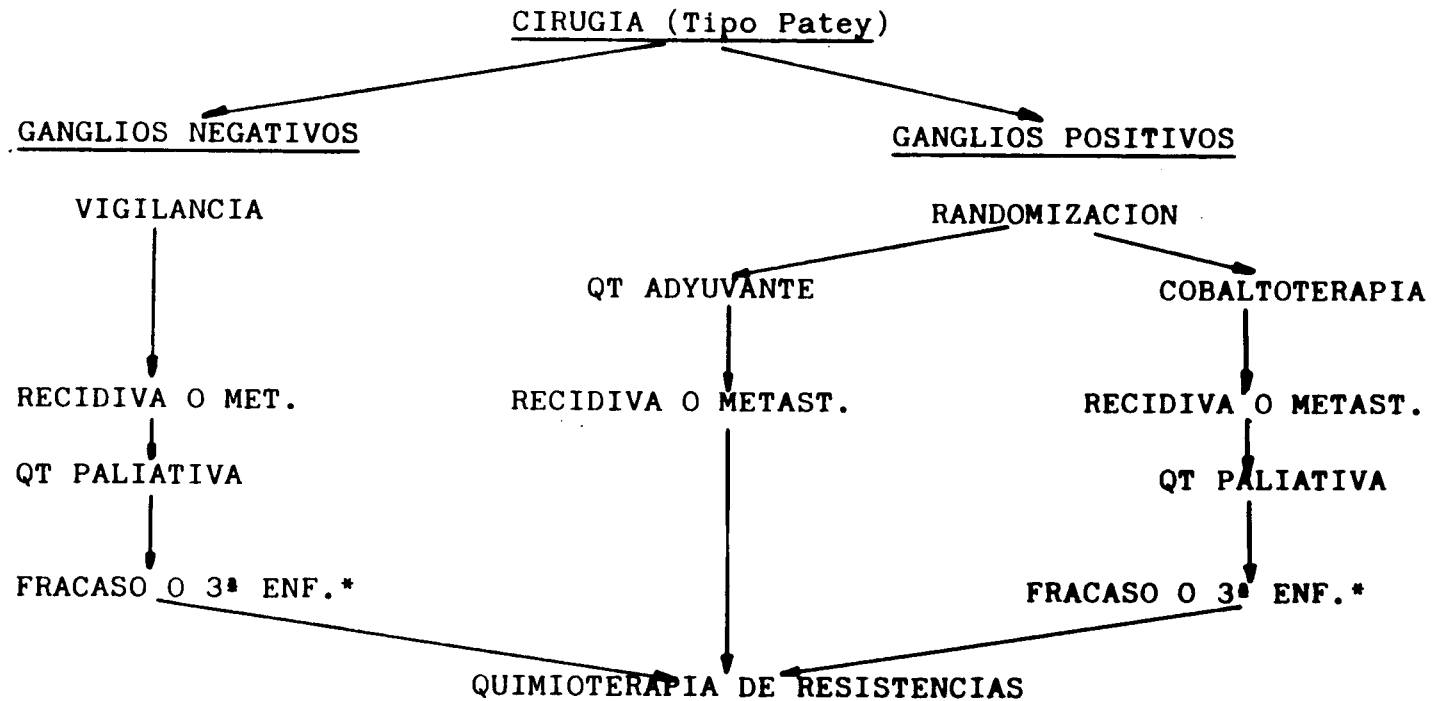 CIRUGIA (Tipo Patey)
GANGLIOS NEGATIVOS
GANGLIOS POSITIVOS
VIGILANCIA
RANDOMIZACION
QT ADYUVANTE
COBALTOTERAPIA
RECIDIVA O MET.
RECIDIVA O METAST.
RECIDIVA O METAST.
QT PALIATIVA
QT PALIATIVA
FRACASO O 3ª ENF.*
FRACASO O 3ª ENF.*
QUIMIOTERAPIA DE RESISTENCIAS